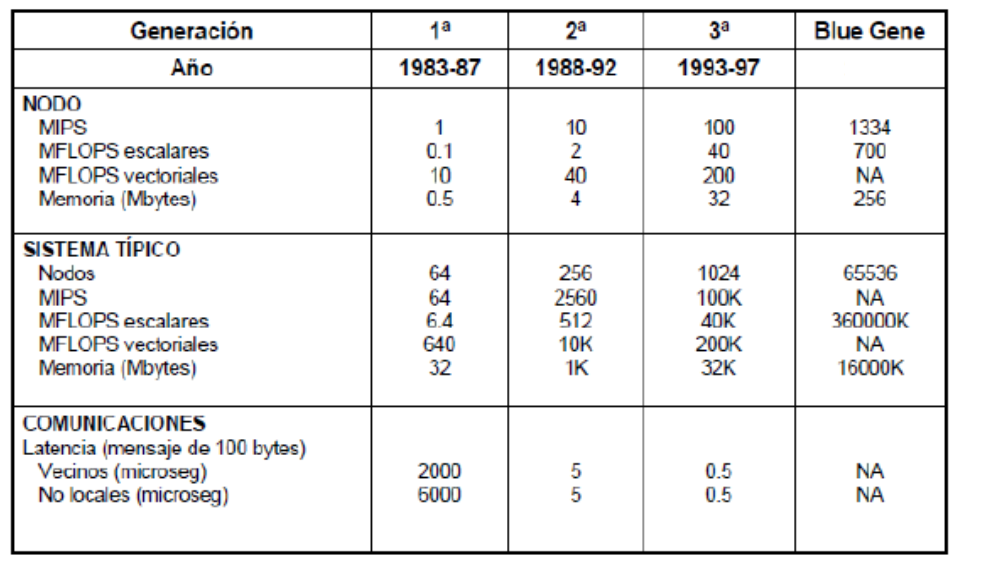 Generación 1ª 2ª 3ª Blue Gene
Año 1983-87 1988-92 1993-97
NODO
MIPS 1 10 100 1334
MFLOPS escalares 0.1 2 40 700
MFLOPS vectoriales 10 40 200 NA
Memoria (Mbytes) 0.5 4 32 256
SISTEMA TÍPICO
Nodos 64 256 1024 65536
MIPS 64 2560 100K NA
MFLOPS escalares 6.4 512 40K 360000K
MFLOPS vectoriales 640 10K 200K NA
Memoria (Mbytes) 32 1K 32K 16000K
COMUNICACIONES
Latencia (mensaje de 100 bytes)
Vecinos (microseg) 2000 5 0.5 NA
No locales (microseg) 6000 5 0.5 NA